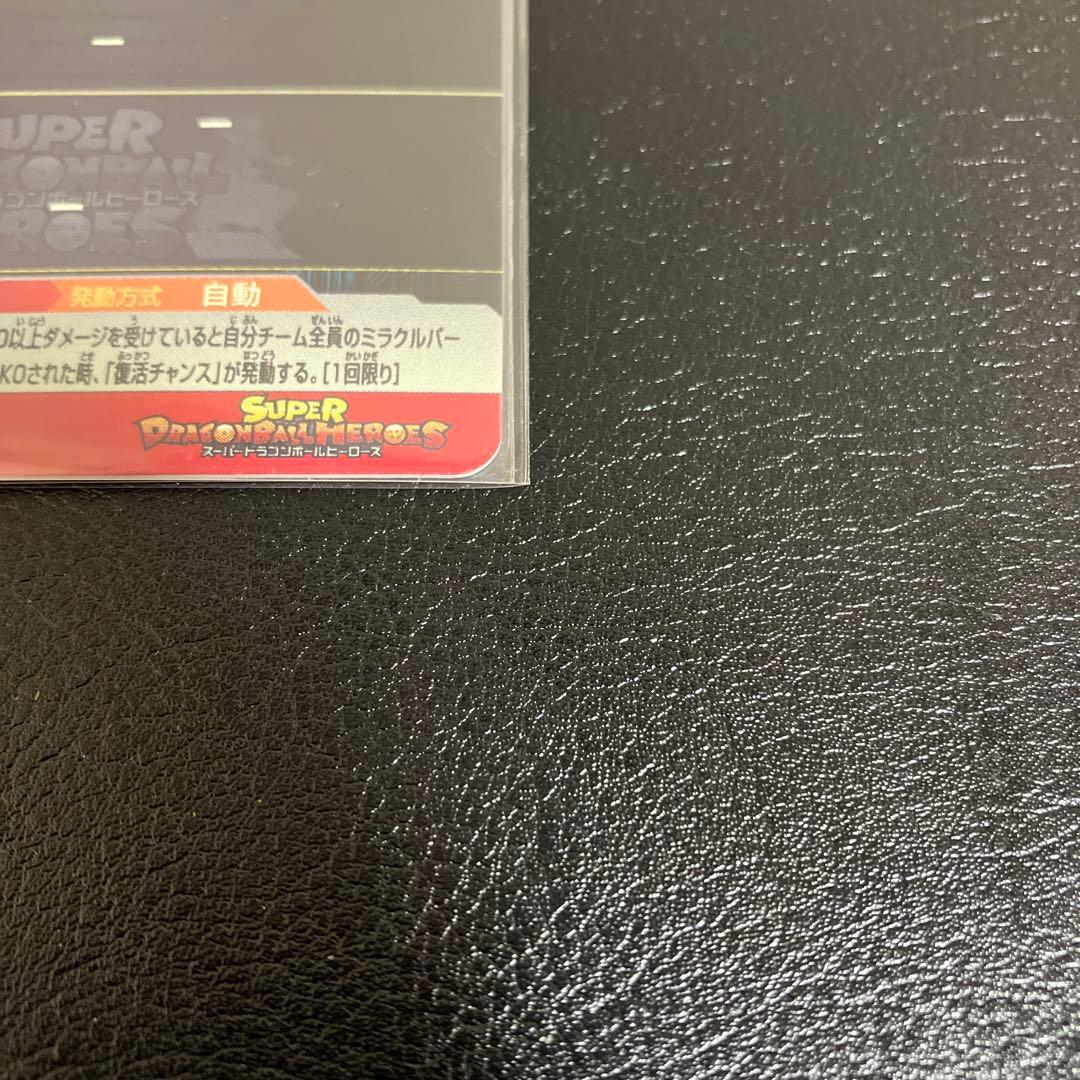 SUPER
DRAGONBALL
ラゴンボールヒーローズ
HEROES
発動方式 自動
以上ダメージを受けていると自分チーム全員のミラクルパー
KOされた時、「復活チャンス」が発動する。[1回限り]
SUPER
DRAGONBALL HEROES
スーパードラゴンボールヒーローズ